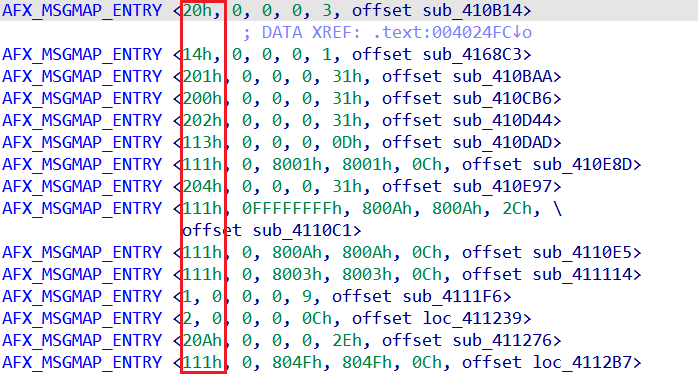 AFX_MSGMAP_ENTRY <20h, 0, 0, 0, 3, offset sub_410B14>
; DATA XREF: .text:004024FC↓o
AFX_MSGMAP_ENTRY <14h, 0, 0, 0, 1, offset sub_4168C3>
AFX_MSGMAP_ENTRY <201h, 0, 0, 0, 31h, offset sub_410BAA>
AFX_MSGMAP_ENTRY <200h, 0, 0, 0, 31h, offset sub_410CB6>
AFX_MSGMAP_ENTRY <202h, 0, 0, 0, 31h, offset sub_410D44>
AFX_MSGMAP_ENTRY <113h, 0, 0, 0, 0Dh, offset sub_410DAD>
AFX_MSGMAP_ENTRY <111h, 0, 8001h, 8001h, 0Ch, offset sub_410E8D>
AFX_MSGMAP_ENTRY <204h, 0, 0, 0, 31h, offset sub_410E97>
AFX_MSGMAP_ENTRY <111h, 0FFFFFFFFh, 800Ah, 800Ah, 2Ch, \
offset sub_4110C1>
AFX_MSGMAP_ENTRY <111h, 0, 800Ah, 800Ah, 0Ch, offset sub_4110E5>
AFX_MSGMAP_ENTRY <111h, 0, 8003h, 8003h, 0Ch, offset sub_411114>
AFX_MSGMAP_ENTRY <1, 0, 0, 0, 9, offset sub_4111F6>
AFX_MSGMAP_ENTRY <2, 0, 0, 0, 0Ch, offset loc_411239>
AFX_MSGMAP_ENTRY <20Ah, 0, 0, 0, 2Eh, offset sub_411276>
AFX_MSGMAP_ENTRY <111h, 0, 804Fh, 804Fh, 0Ch, offset loc_4112B7>